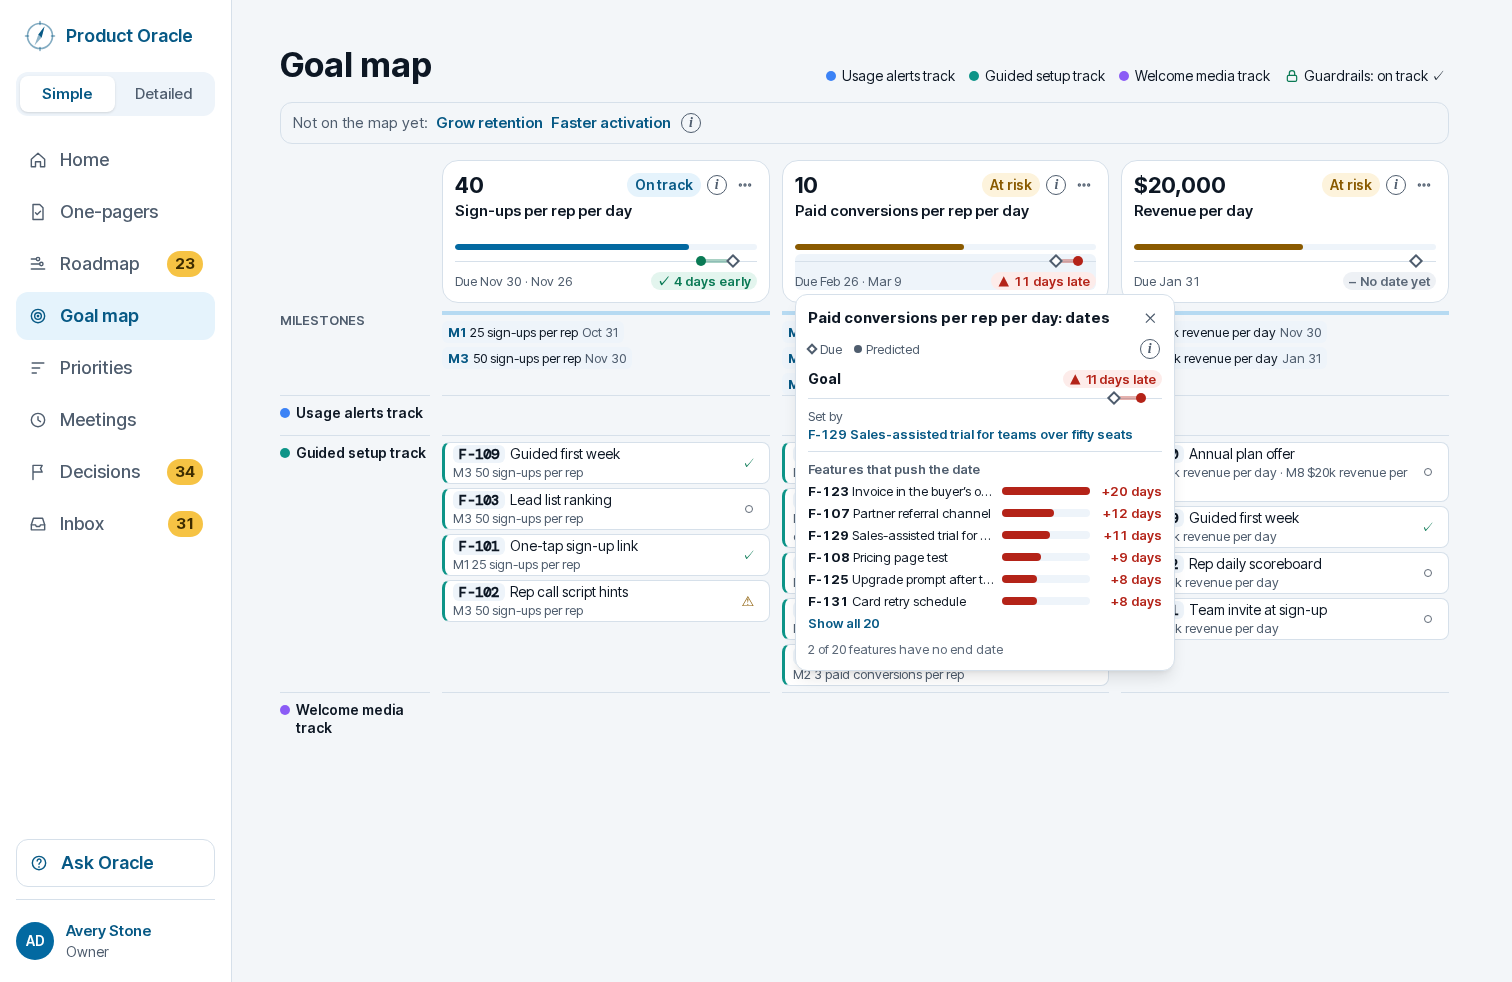 Product Oracle
Simple
Detailed
Home
One-pagers
Roadmap
23
Goal map
Priorities
Meetings
Decisions
34
Inbox
31
Ask Oracle
AD
Avery Stone
Owner
Goal map
Usage alerts track
Guided setup track
Welcome media track
Guardrails: on track ✓
Not on the map yet: Grow retention Faster activation i
40
On track i
Sign-ups per rep per day
Due Nov 30 · Nov 26
✓ 4 days early
10
At risk i
Paid conversions per rep per day
Due Feb 26 · Mar 9
▲ 11 days late
$20,000
At risk i
Revenue per day
Due Jan 31
– No date yet
MILESTONES
M1 25 sign-ups per rep Oct 31
M3 50 sign-ups per rep Nov 30
k revenue per day Nov 30
k revenue per day Jan 31
Usage alerts track
Guided setup track
F-109 Guided first week ✓
M3 50 sign-ups per rep
F-103 Lead list ranking
M3 50 sign-ups per rep
F-101 One-tap sign-up link ✓
M1 25 sign-ups per rep
F-102 Rep call script hints ⚠
M3 50 sign-ups per rep
M2 3 paid conversions per rep
Annual plan offer
k revenue per day · M8 $20k revenue per
Guided first week ✓
k revenue per day
Rep daily scoreboard
k revenue per day
Team invite at sign-up
k revenue per day
Welcome media
track
Paid conversions per rep per day: dates
Due Predicted i
Goal
▲ 11 days late
Set by
F-129 Sales-assisted trial for teams over fifty seats
Features that push the date
F-123 Invoice in the buyer's o… +20 days
F-107 Partner referral channel +12 days
F-129 Sales-assisted trial for … +11 days
F-108 Pricing page test +9 days
F-125 Upgrade prompt after t… +8 days
F-131 Card retry schedule +8 days
Show all 20
2 of 20 features have no end date